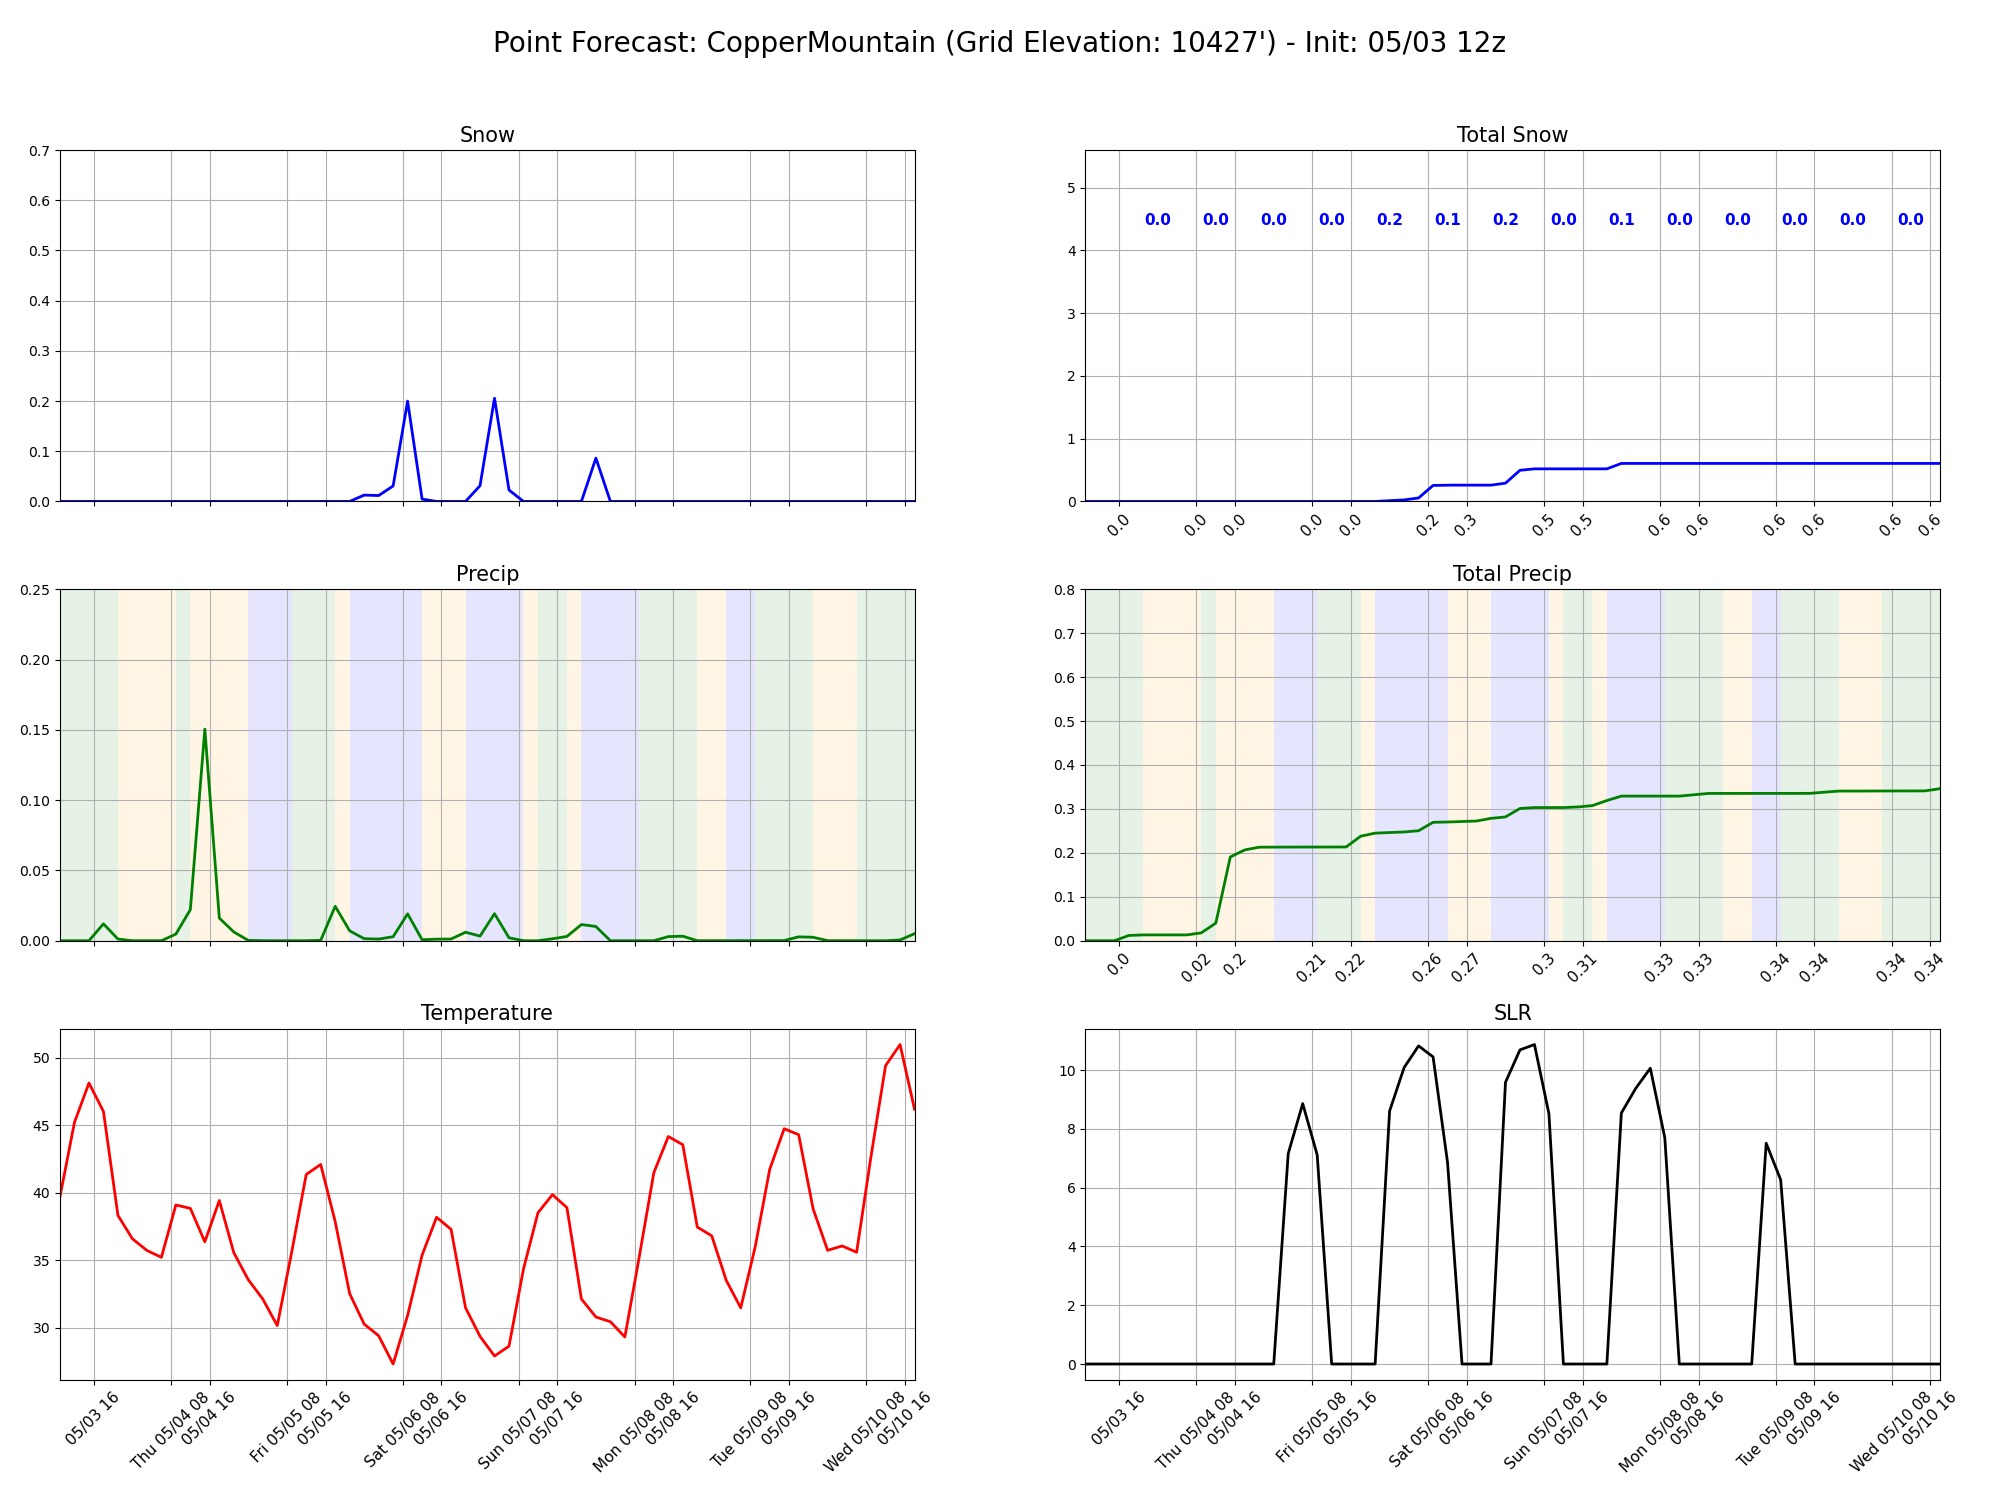 Point Forecast: CopperMountain (Grid Elevation: 10427') - Init: 05/03 12z
Snow
0.7
0.6
0.5
0.4
0.3
0.2
0.1
0.0
Total Snow
5
4
3
2
1
0
0.0 0.0 0.0 0.0 0.2 0.1 0.2 0.0 0.1 0.0 0.0 0.0 0.0 0.0
0.0 0.0 0.0 0.0 0.0 0.2 0.3 0.5 0.5 0.6 0.6 0.6 0.6 0.6 0.6
Precip
0.25
0.20
0.15
0.10
0.05
0.00
Total Precip
0.8
0.7
0.6
0.5
0.4
0.3
0.2
0.1
0.0
0.0 0.02 0.2 0.21 0.22 0.26 0.27 0.3 0.31 0.33 0.33 0.34 0.34 0.34 0.34
Temperature
50
45
40
35
30
05/03 16
Thu 05/04 08
05/04 16
Fri 05/05 08
05/05 16
Sat 05/06 08
05/06 16
Sun 05/07 08
05/07 16
Mon 05/08 08
05/08 16
Tue 05/09 08
05/09 16
Wed 05/10 08
05/10 16
SLR
10
8
6
4
2
0
05/03 16
Thu 05/04 08
05/04 16
Fri 05/05 08
05/05 16
Sat 05/06 08
05/06 16
Sun 05/07 08
05/07 16
Mon 05/08 08
05/08 16
Tue 05/09 08
05/09 16
Wed 05/10 08
05/10 16